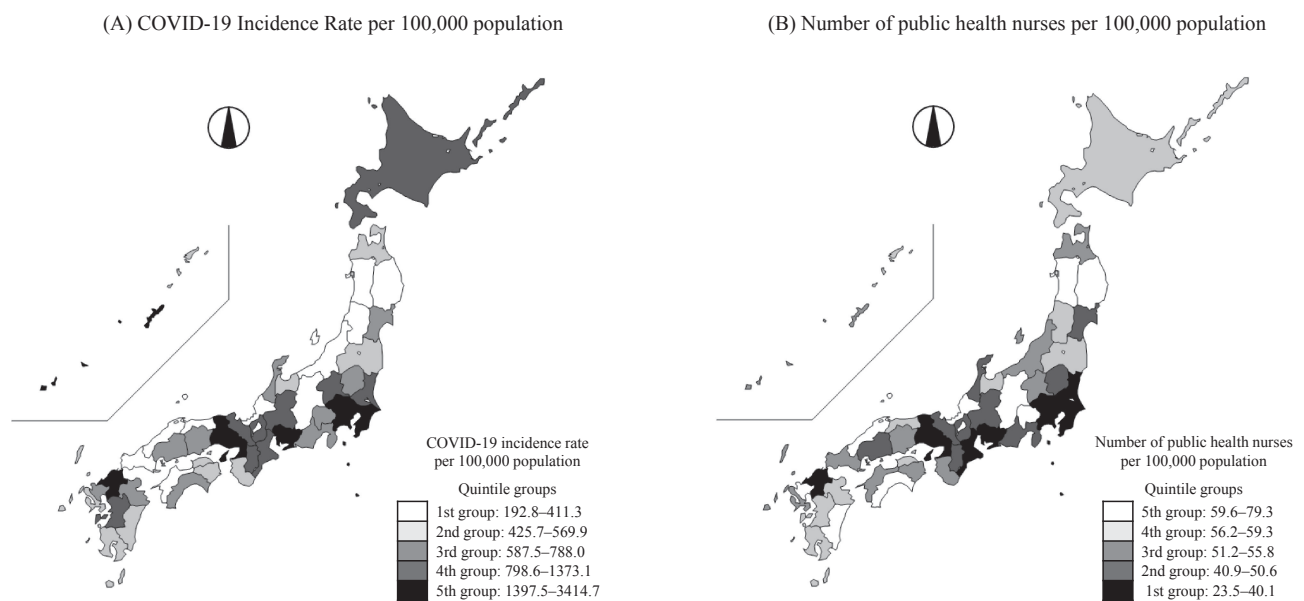 (A) COVID-19 Incidence Rate per 100,000 population
COVID-19 incidence rate
per 100,000 population
Quintile groups
1st group: 192.8–411.3
2nd group: 425.7–569.9
3rd group: 587.5–788.0
4th group: 798.6–1373.1
5th group: 1397.5–3414.7
(B) Number of public health nurses per 100,000 population
Number of public health nurses
per 100,000 population
Quintile groups
5th group: 59.6–79.3
4th group: 56.2–59.3
3rd group: 51.2–55.8
2nd group: 40.9–50.6
1st group: 23.5–40.1